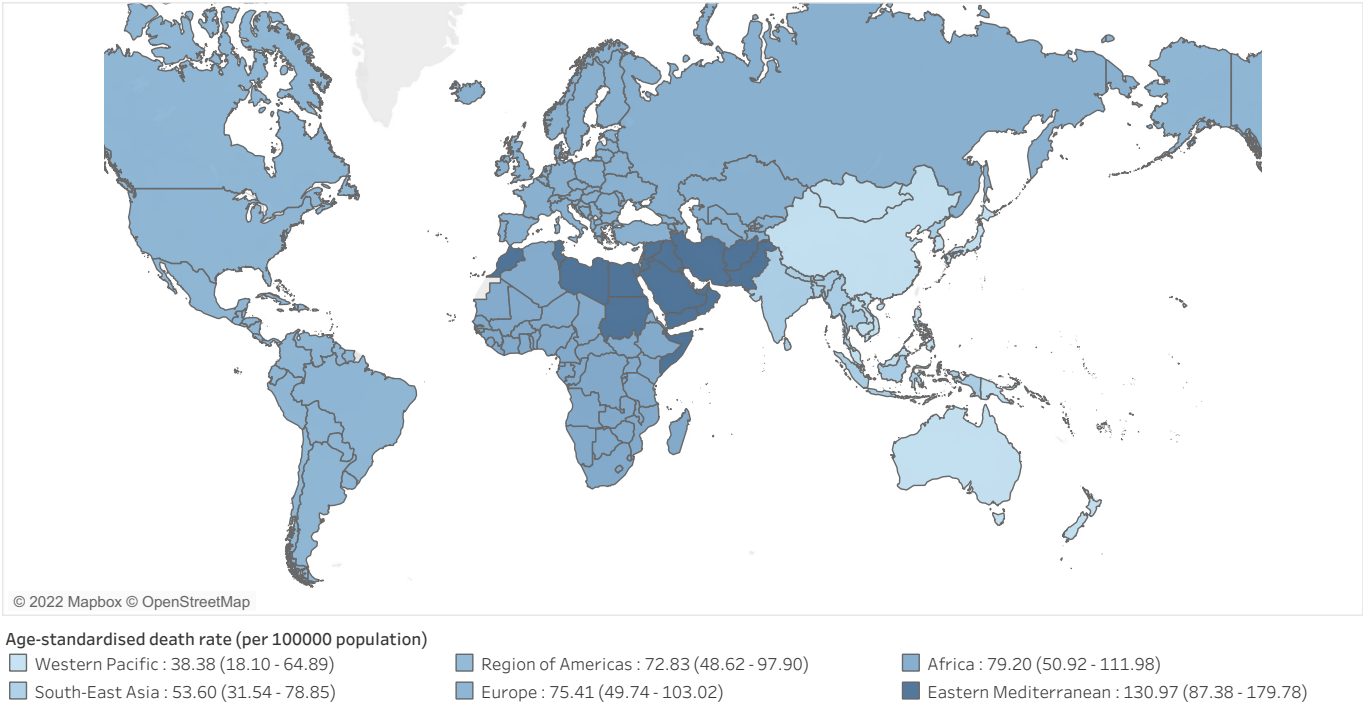 © 2022 Mapbox © OpenStreetMap
Age-standardised death rate (per 100000 population)
Western Pacific : 38.38 (18.10 - 64.89)
Region of Americas : 72.83 (48.62 - 97.90)
Africa : 79.20 (50.92 - 111.98)
South-East Asia : 53.60 (31.54 - 78.85)
Europe : 75.41 (49.74 - 103.02)
Eastern Mediterranean : 130.97 (87.38 - 179.78)